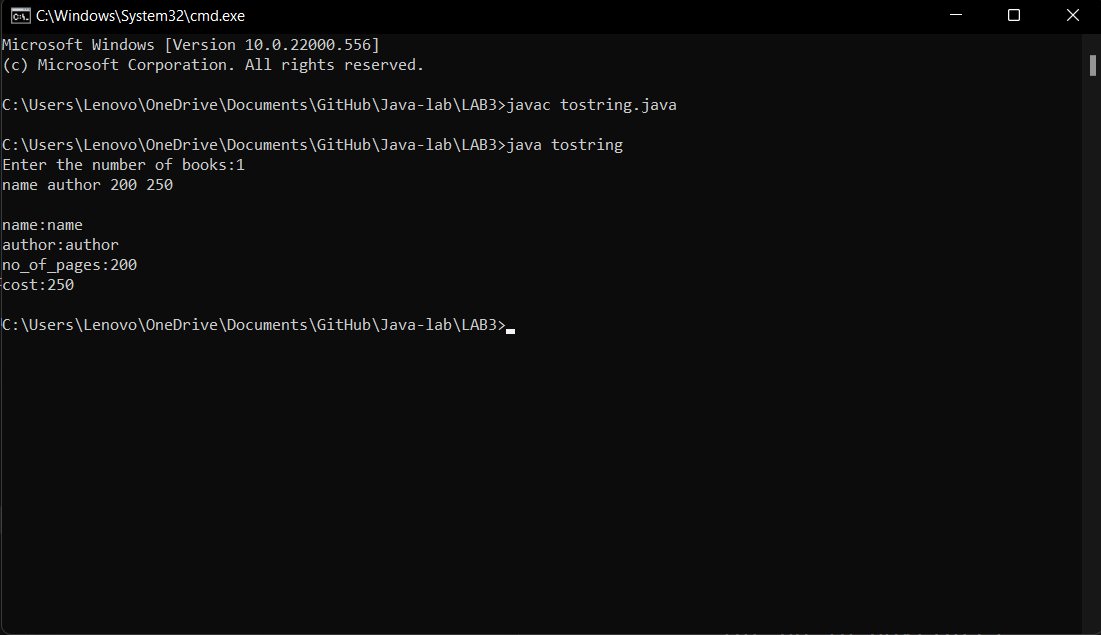 C:\Windows\System32\cmd.exe
Microsoft Windows [Version 10.0.22000.556]
(c) Microsoft Corporation. All rights reserved.
C:\Users\Lenovo\OneDrive\Documents\GitHub\Java-lab\LAB3>javac tostring.java
C:\Users\Lenovo\OneDrive\Documents\GitHub\Java-lab\LAB3>java tostring
Enter the number of books:1
name author 200 250
name:name
author:author
no_of_pages:200
cost:250
C:\Users\Lenovo\OneDrive\Documents\GitHub\Java-lab\LAB3>